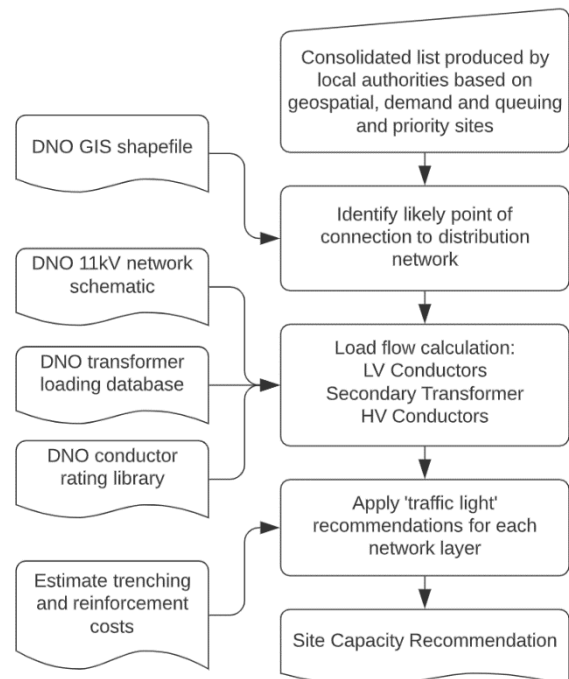 Consolidated list produced by
local authorities based on
geospatial, demand and queuing
and priority sites
DNO GIS shapefile
Identify likely point of
connection to distribution
network
DNO 11kV network
schematic
DNO transformer
loading database
DNO conductor
rating library
Load flow calculation:
LV Conductors
Secondary Transformer
HV Conductors
Apply 'traffic light'
recommendations for each
network layer
Estimate trenching
and reinforcement
costs
Site Capacity Recommendation